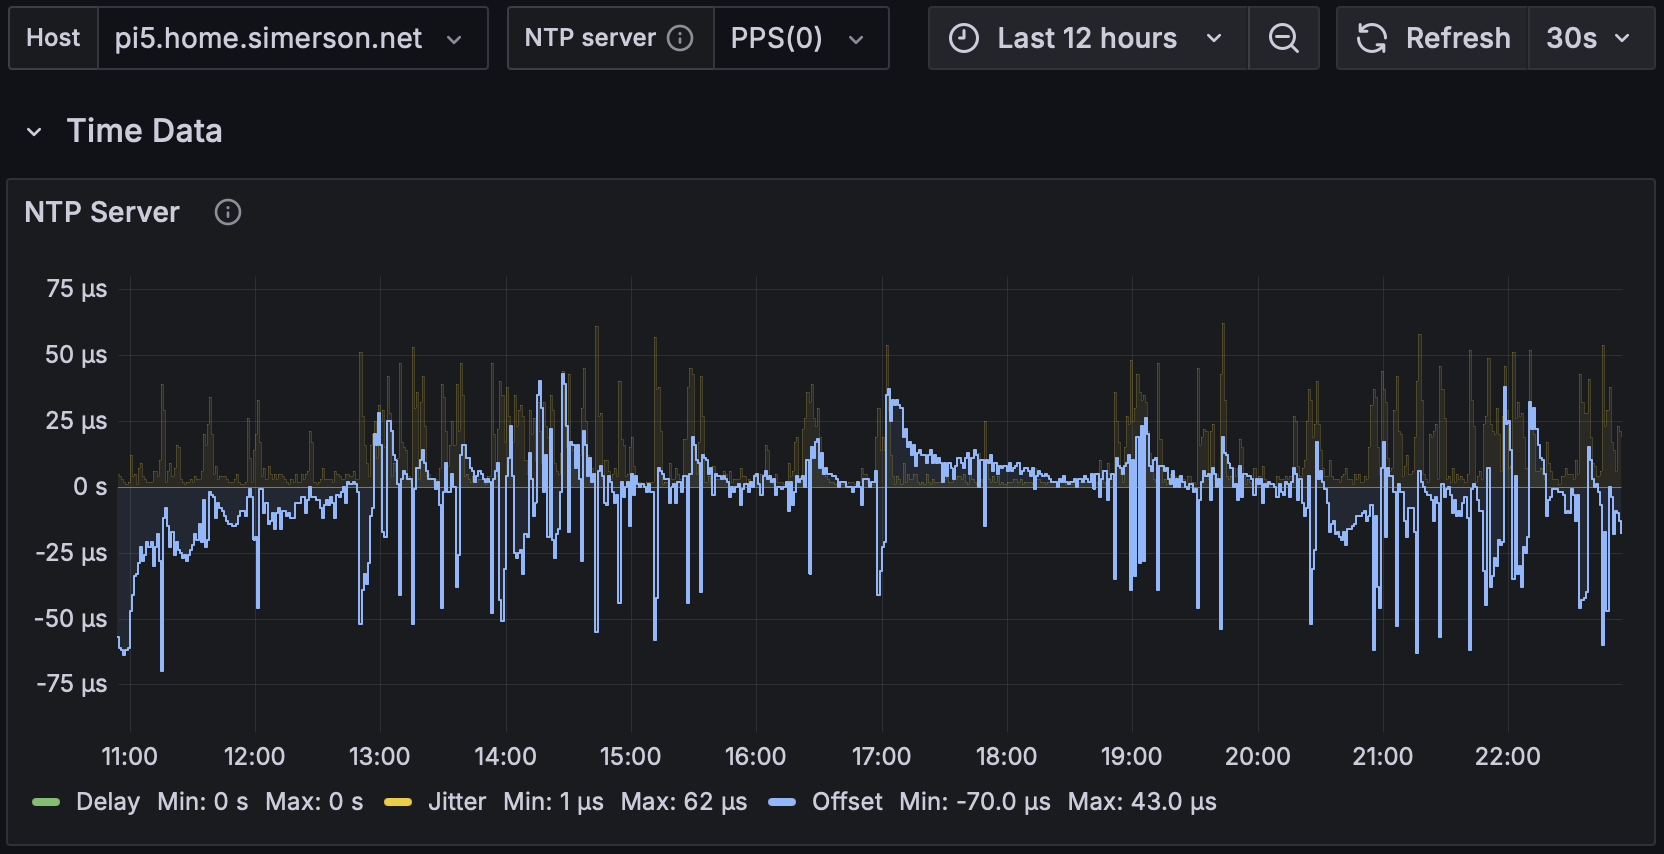 Host pi5.home.simerson.net NTP server PPS(0) Last 12 hours Refresh 30s
Time Data
NTP Server
75 µs
50 µs
25 µs
0 s
-25 µs
-50 µs
-75 µs
11:00 12:00 13:00 14:00 15:00 16:00 17:00 18:00 19:00 20:00 21:00 22:00
Delay Min: 0 s Max: 0 s Jitter Min: 1 µs Max: 62 µs Offset Min: -70.0 µs Max: 43.0 µs